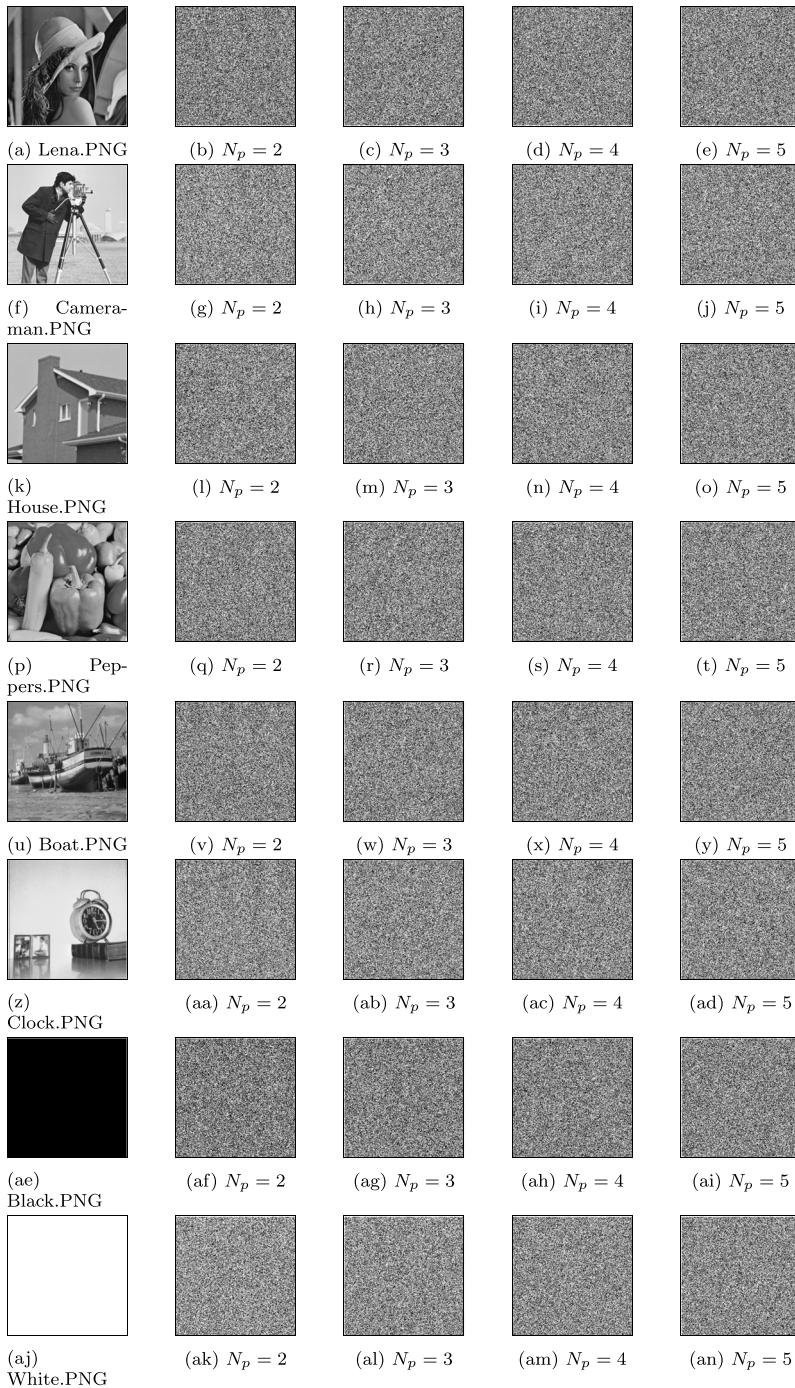 (a) Lena.PNG (b) N_p = 2 (c) N_p = 3 (d) N_p = 4 (e) N_p = 5
(f) Camera-
man.PNG
(g) N_p = 2 (h) N_p = 3 (i) N_p = 4 (j) N_p = 5
(k)
House.PNG
(l) N_p = 2 (m) N_p = 3 (n) N_p = 4 (o) N_p = 5
(p) Pep-
pers.PNG
(q) N_p = 2 (r) N_p = 3 (s) N_p = 4 (t) N_p = 5
(u) Boat.PNG (v) N_p = 2 (w) N_p = 3 (x) N_p = 4 (y) N_p = 5
(z)
Clock.PNG
(aa) N_p = 2 (ab) N_p = 3 (ac) N_p = 4 (ad) N_p = 5
(ae)
Black.PNG
(af) N_p = 2 (ag) N_p = 3 (ah) N_p = 4 (ai) N_p = 5
(aj)
White.PNG
(ak) N_p = 2 (al) N_p = 3 (am) N_p = 4 (an) N_p = 5